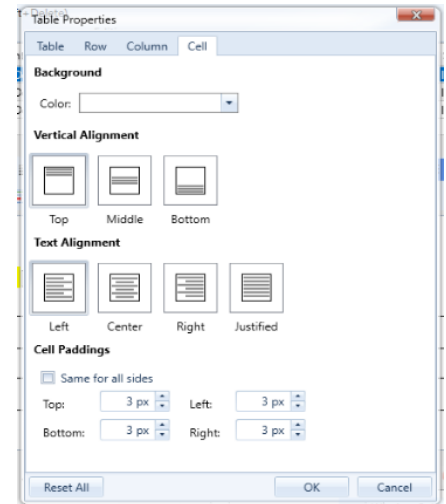 Table Properties
Table Row Column Cell
Background
Color:
Vertical Alignment
Top Middle Bottom
Text Alignment
Left Center Right Justified
Cell Paddings
Same for all sides
Top: 3 px Left: 3 px
Bottom: 3 px Right: 3 px
Reset All OK Cancel